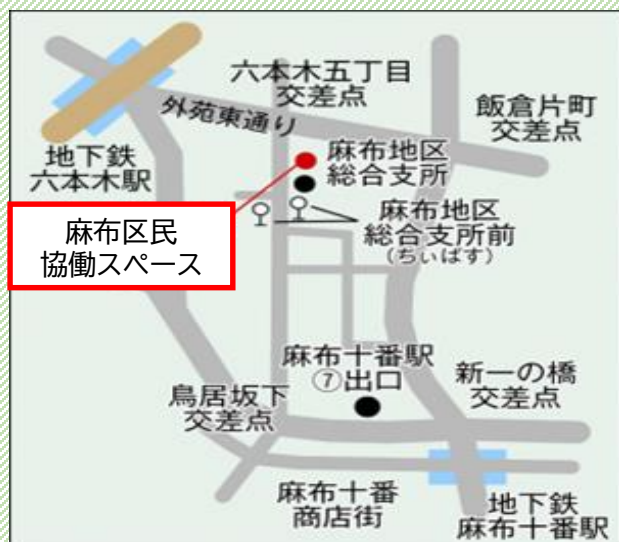 六本木五丁目
交差点
外苑東通り
飯倉片町
交差点
地下鉄
六本木駅
麻布地区
総合支所
麻布区民
協働スペース
麻布地区
総合支所前
(ちぃばす)
麻布十番駅
⑦出口
新一の橋
交差点
鳥居坂下
交差点
麻布十番
商店街
地下鉄
麻布十番駅